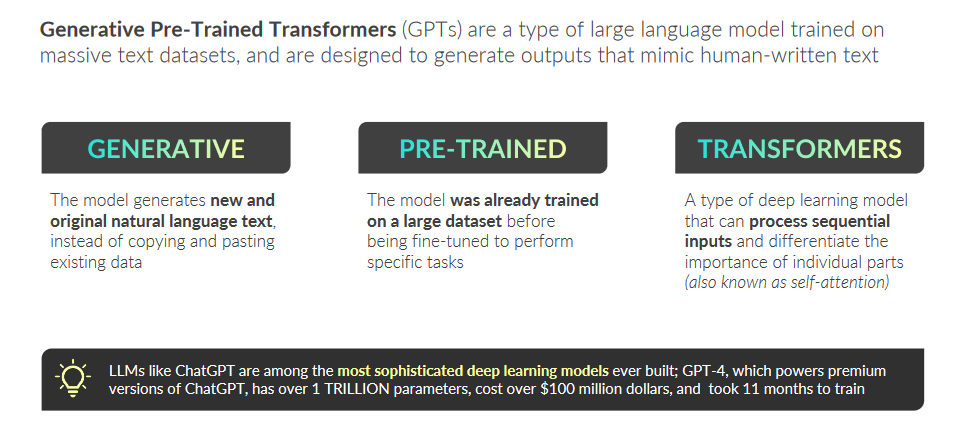 Generative Pre-Trained Transformers (GPTs) are a type of large language model trained on
massive text datasets, and are designed to generate outputs that mimic human-written text
GENERATIVE
The model generates new and
original natural language text,
instead of copying and pasting
existing data
PRE-TRAINED
The model was already trained
on a large dataset before
being fine-tuned to perform
specific tasks
TRANSFORMERS
A type of deep learning model
that can process sequential
inputs and differentiate the
importance of individual parts
(also known as self-attention)
LLMs like ChatGPT are among the most sophisticated deep learning models ever built; GPT-4, which powers premium
versions of ChatGPT, has over 1 TRILLION parameters, cost over $100 million dollars, and took 11 months to train